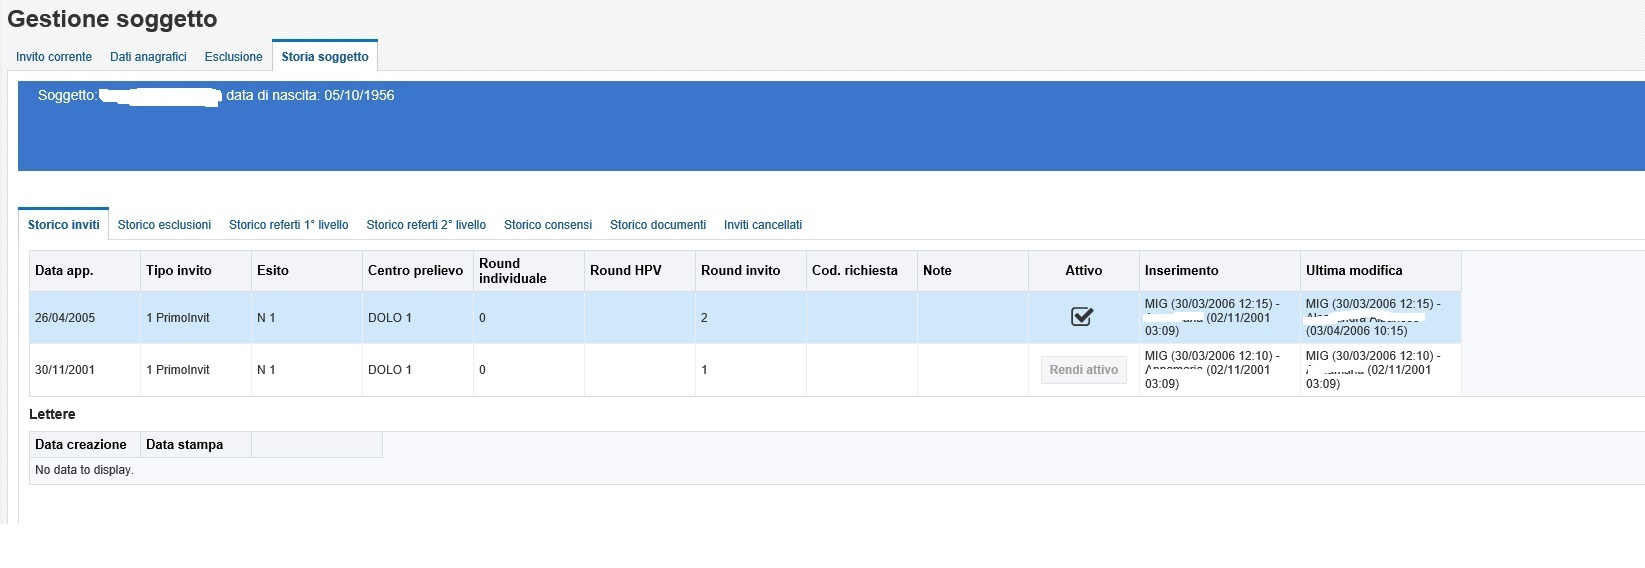 Gestione soggetto
Invito corrente Dati anagrafici Esclusione Storia soggetto
Soggetto: data di nascita: 05/10/1956
Storico inviti Storico esclusioni Storico referti 1° livello Storico referti 2° livello Storico consensi Storico documenti Inviti cancellati
Data app. Tipo invito Esito Centro prelievo Round individuale Round HPV Round invito Cod. richiesta Note Attivo Inserimento Ultima modifica
26/04/2005 1 PrimoInvit N 1 DOLO 1 0 2 MIG (30/03/2006 12:15) - (02/11/2001 03:09) MIG (30/03/2006 12:15) - (03/04/2006 10:15)
30/11/2001 1 PrimoInvit N 1 DOLO 1 0 1 Rendi attivo MIG (30/03/2006 12:10) - (02/11/2001 03:09) MIG (30/03/2006 12:10) - (02/11/2001 03:09)
Lettere
Data creazione Data stampa
No data to display.